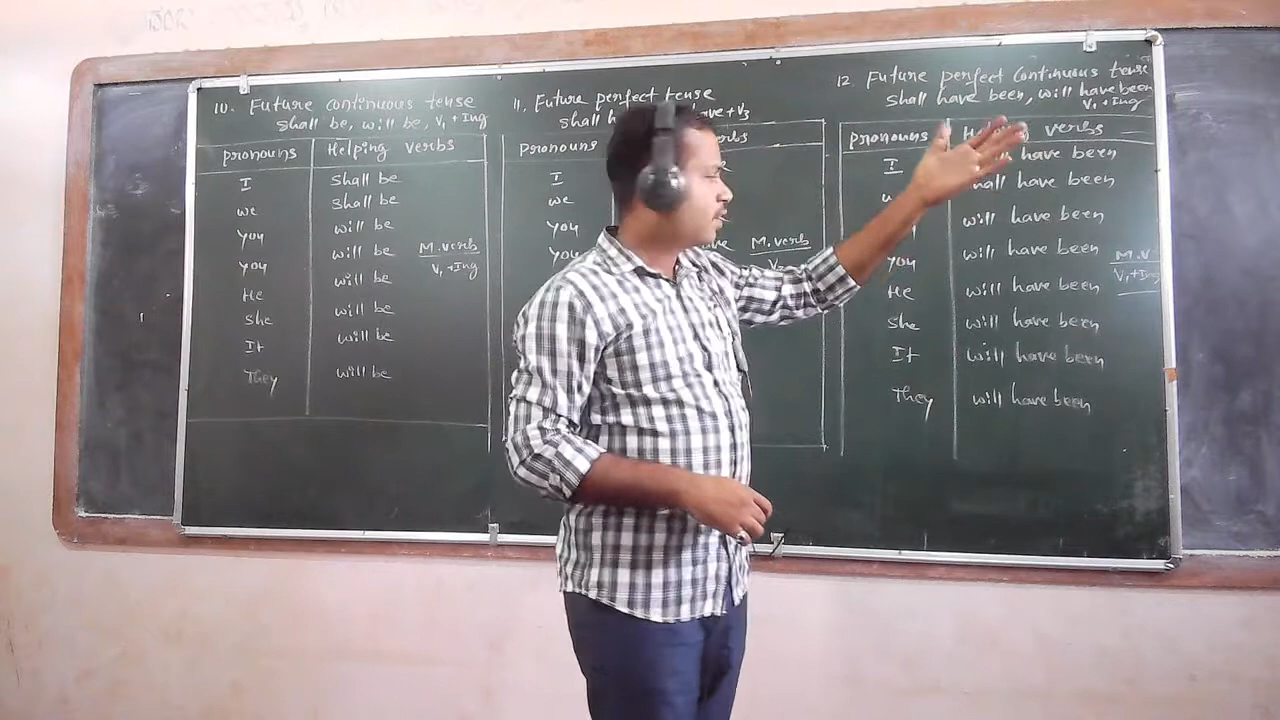 10. Future continuous tense
shall be, will be, V1 + Ing
Pronouns Helping verbs
I shall be
we shall be
you will be
you will be M.verb
V1 + Ing
He will be
she will be
It will be
They will be
11. Future perfect tense
shall have + V3
Pronouns verbs
I
we
you
you M.verb
12. Future perfect continuous tense
shall have been, will have been
V1 + Ing
Pronouns verbs
I have been
shall have been
will have been
you will have been M.V
V1 + Ing
He will have been
she will have been
It will have been
They will have been